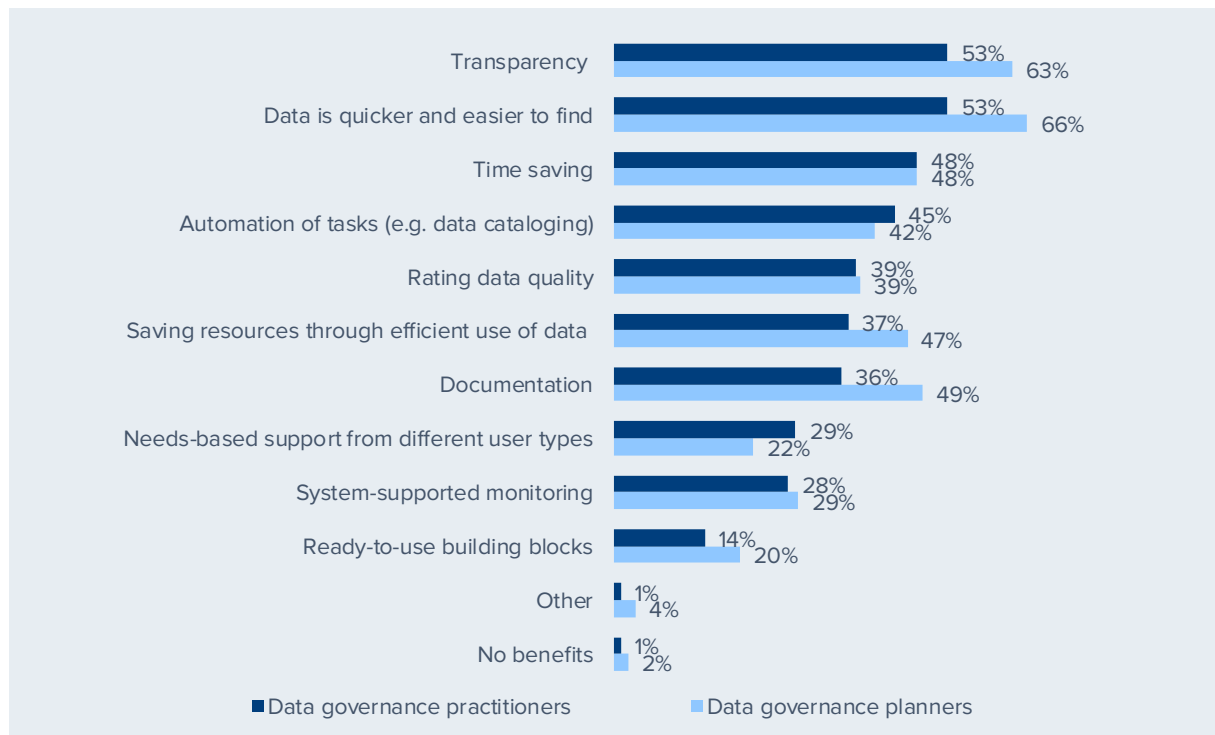 Transparency
53%
63%
Data is quicker and easier to find
53%
66%
Time saving
48%
48%
Automation of tasks (e.g. data cataloging)
45%
42%
Rating data quality
39%
39%
Saving resources through efficient use of data
37%
47%
Documentation
36%
49%
Needs-based support from different user types
29%
22%
System-supported monitoring
28%
29%
Ready-to-use building blocks
14%
20%
Other
1%
4%
No benefits
1%
2%
Data governance practitioners
Data governance planners